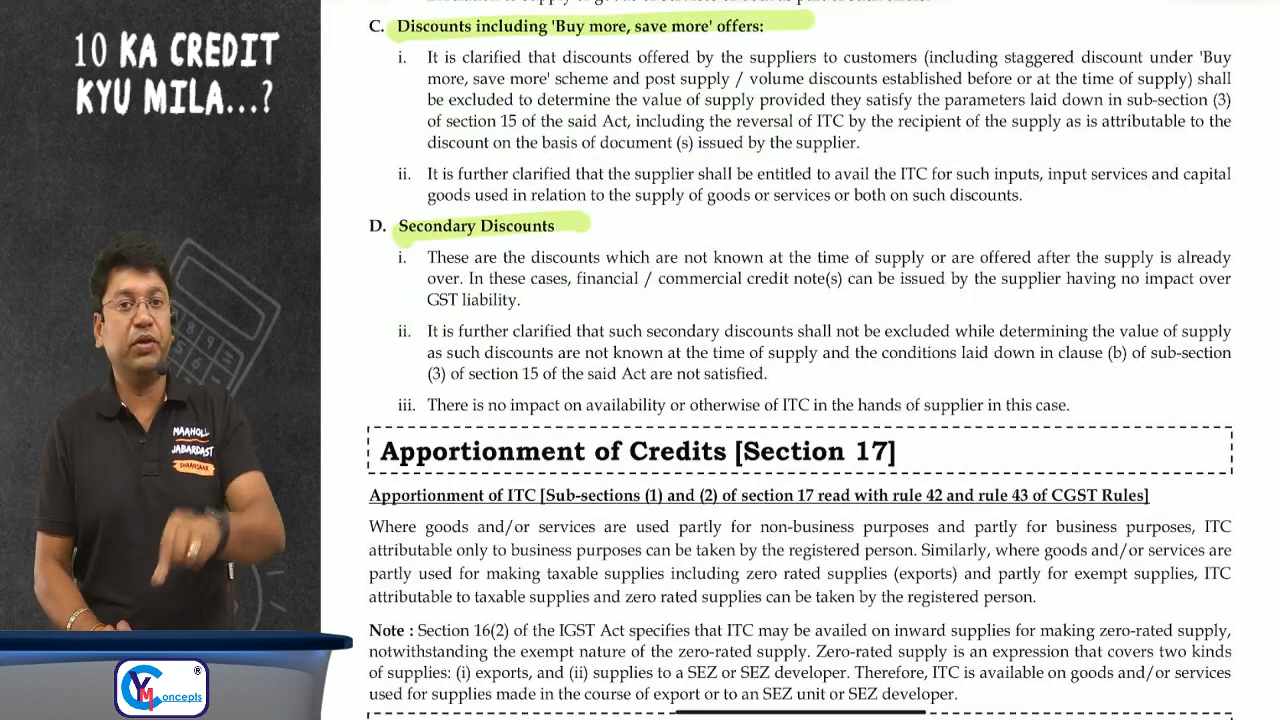 10 KA CREDIT
KYU MILA...?
C. Discounts including 'Buy more, save more' offers:
i. It is clarified that discounts offered by the suppliers to customers (including staggered discount under 'Buy
more, save more' scheme and post supply / volume discounts established before or at the time of supply) shall
be excluded to determine the value of supply provided they satisfy the parameters laid down in sub-section (3)
of section 15 of the said Act, including the reversal of ITC by the recipient of the supply as is attributable to the
discount on the basis of document (s) issued by the supplier.
ii. It is further clarified that the supplier shall be entitled to avail the ITC for such inputs, input services and capital
goods used in relation to the supply of goods or services or both on such discounts.
D. Secondary Discounts
i. These are the discounts which are not known at the time of supply or are offered after the supply is already
over. In these cases, financial / commercial credit note(s) can be issued by the supplier having no impact over
GST liability.
ii. It is further clarified that such secondary discounts shall not be excluded while determining the value of supply
as such discounts are not known at the time of supply and the conditions laid down in clause (b) of sub-section
(3) of section 15 of the said Act are not satisfied.
iii. There is no impact on availability or otherwise of ITC in the hands of supplier in this case.
Apportionment of Credits [Section 17]
Apportionment of ITC [Sub-sections (1) and (2) of section 17 read with rule 42 and rule 43 of CGST Rules]
Where goods and/or services are used partly for non-business purposes and partly for business purposes, ITC
attributable only to business purposes can be taken by the registered person. Similarly, where goods and/or services are
partly used for making taxable supplies including zero rated supplies (exports) and partly for exempt supplies, ITC
attributable to taxable supplies and zero rated supplies can be taken by the registered person.
Note : Section 16(2) of the IGST Act specifies that ITC may be availed on inward supplies for making zero-rated supply,
notwithstanding the exempt nature of the zero-rated supply. Zero-rated supply is an expression that covers two kinds
of supplies: (i) exports, and (ii) supplies to a SEZ or SEZ developer. Therefore, ITC is available on goods and/or services
used for supplies made in the course of export or to an SEZ unit or SEZ developer.
MAAHOLL
JABARDAST
SHAANDAAR
CYM Concepts ®